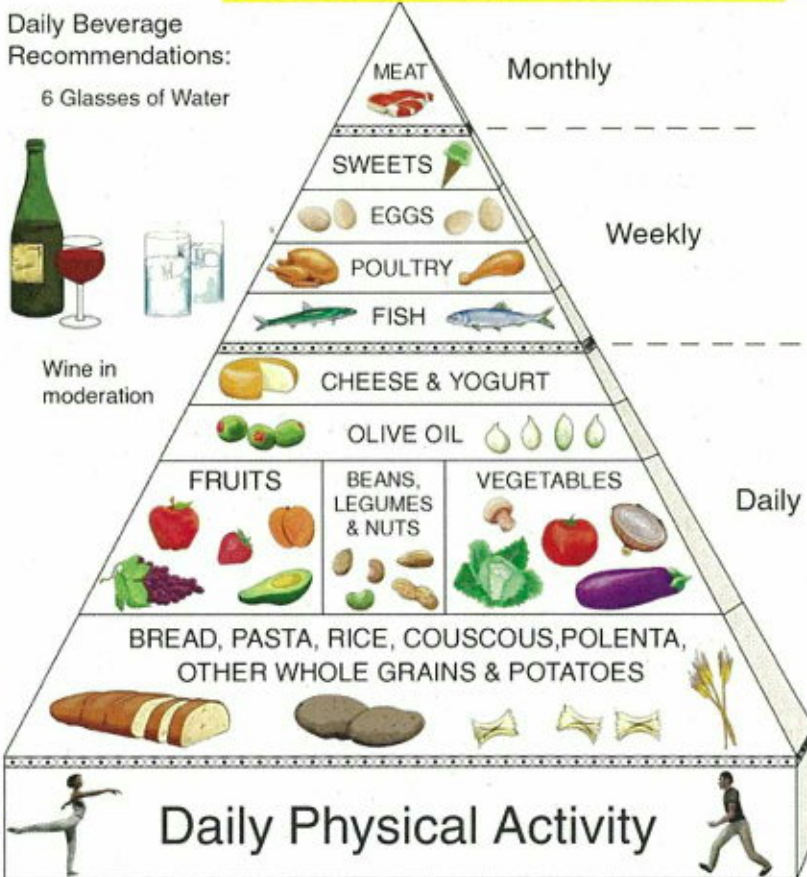 Daily Beverage
Recommendations:
6 Glasses of Water
Wine in
moderation
MEAT
Monthly
SWEETS
EGGS
POULTRY
FISH
Weekly
CHEESE & YOGURT
OLIVE OIL
FRUITS
BEANS,
LEGUMES
& NUTS
VEGETABLES
Daily
BREAD, PASTA, RICE, COUSCOUS,POLENTA,
OTHER WHOLE GRAINS & POTATOES
Daily Physical Activity